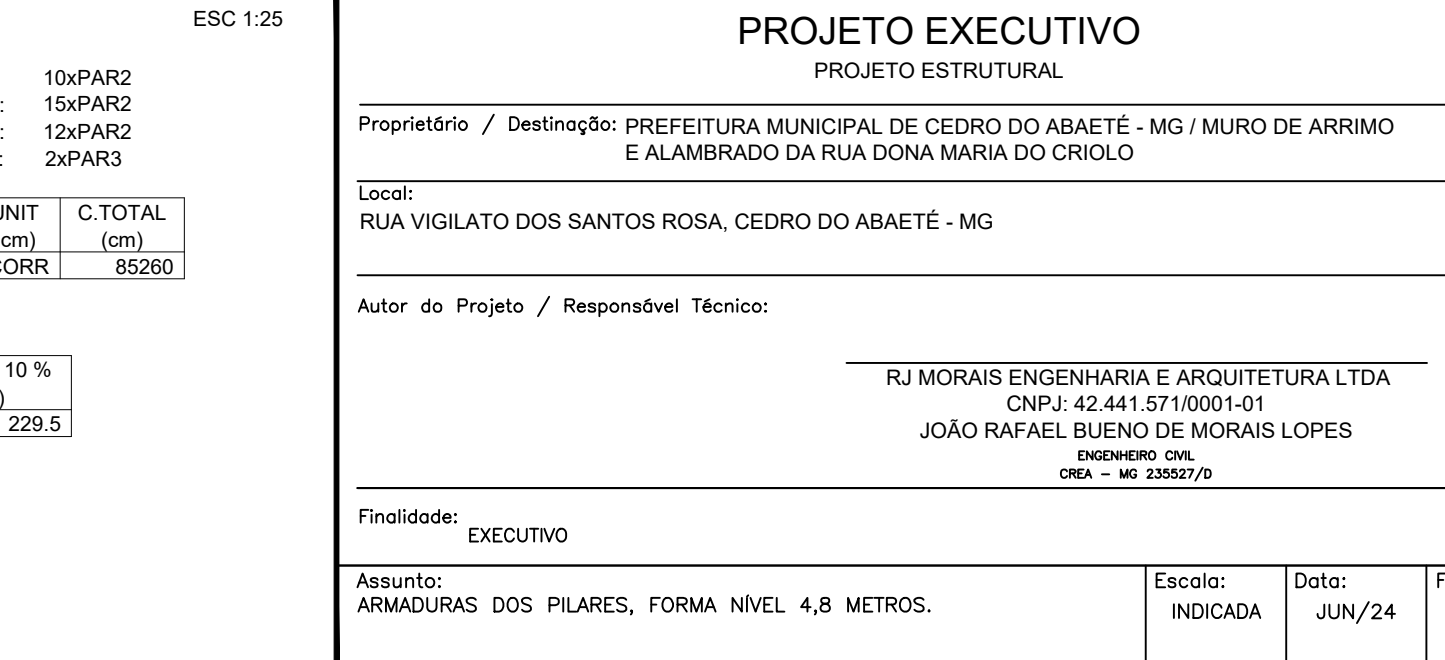 ESC 1:25
10xPAR2
: 15xPAR2
: 12xPAR2
: 2xPAR3
C.TOTAL
(cm) (cm)
CORR 85260
10 %
)
229.5
PROJETO EXECUTIVO
PROJETO ESTRUTURAL
Proprietário / Destinação: PREFEITURA MUNICIPAL DE CEDRO DO ABAETÉ - MG / MURO DE ARRIMO
E ALAMBRADO DA RUA DONA MARIA DO CRIOLO
Local:
RUA VIGILATO DOS SANTOS ROSA, CEDRO DO ABAETÉ - MG
Autor do Projeto / Responsável Técnico:
RJ MORAIS ENGENHARIA E ARQUITETURA LTDA
CNPJ: 42.441.571/0001-01
JOÃO RAFAEL BUENO DE MORAIS LOPES
ENGENHEIRO CIVIL
CREA – MG 235527/D
Finalidade:
EXECUTIVO
Assunto:
ARMADURAS DOS PILARES, FORMA NÍVEL 4,8 METROS.
Escala:
INDICADA
Data:
JUN/24